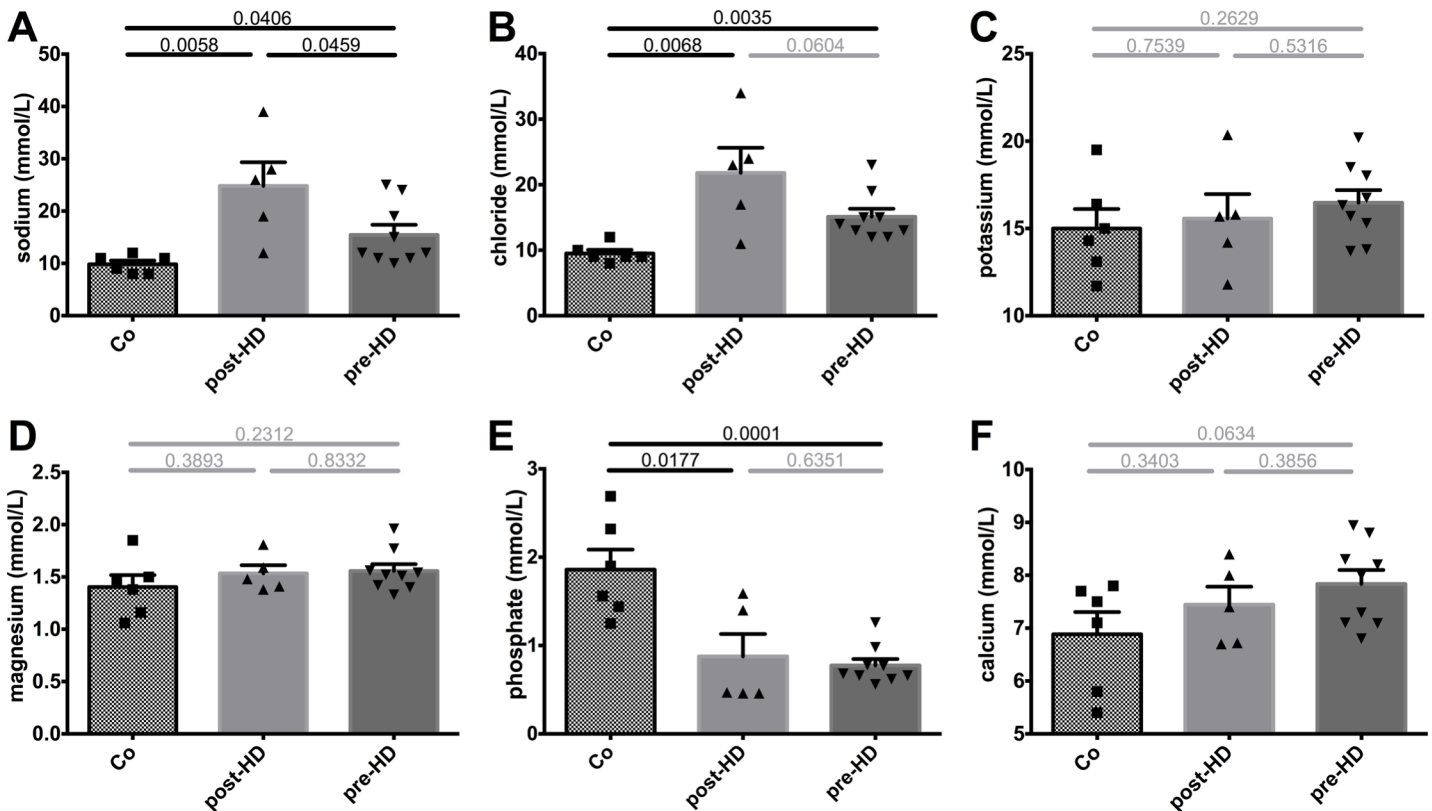 A
0.0406
0.0058
0.0459
sodium (mmol/L)
50
40
30
20
10
0
Co
post-HD
pre-HD
B
0.0035
0.0068
0.0604
chloride (mmol/L)
40
30
20
10
0
Co
post-HD
pre-HD
C
0.2629
0.7539
0.5316
potassium (mmol/L)
25
20
15
10
Co
post-HD
pre-HD
D
0.2312
0.3893
0.8332
magnesium (mmol/L)
2.5
2.0
1.5
1.0
0.5
0.0
Co
post-HD
pre-HD
E
0.0001
0.0177
0.6351
phosphate (mmol/L)
3
2
1
0
Co
post-HD
pre-HD
F
0.0634
0.3403
0.3856
calcium (mmol/L)
10
9
8
7
6
5
Co
post-HD
pre-HD